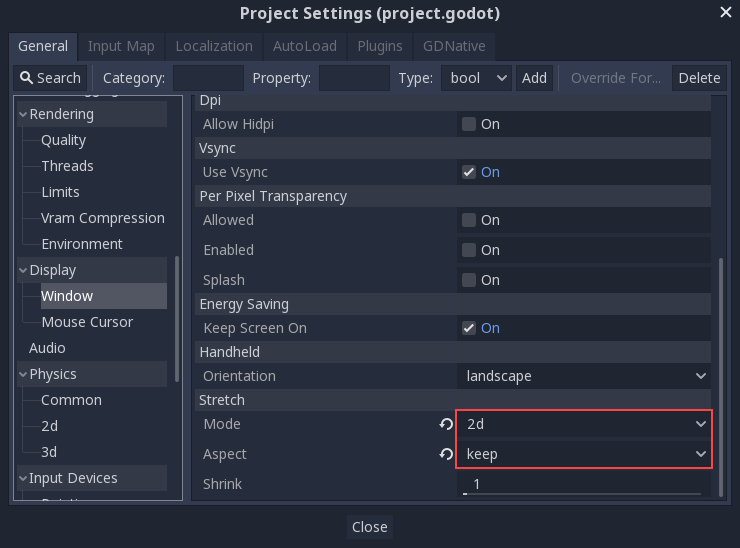 Project Settings (project.godot)
General Input Map Localization AutoLoad Plugins GDNative
Search Category: Property: Type: bool Add Override For... Delete
Rendering
Quality
Threads
Limits
Vram Compression
Environment
Display
Window
Mouse Cursor
Audio
Physics
Common
2d
3d
Input Devices
Dpi
Allow Hidpi On
Vsync
Use Vsync On
Per Pixel Transparency
Allowed On
Enabled On
Splash On
Energy Saving
Keep Screen On On
Handheld
Orientation landscape
Stretch
Mode 2d
Aspect keep
Shrink 1
Close